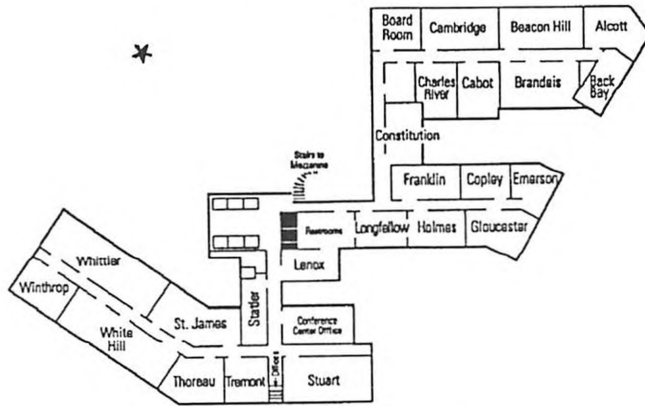 Board
Room
Cambridge
Beacon Hill
Alcott
Charles
River
Cabot
Brandeis
Back
Bay
Constitution
Stairs to
Mezzanine
Franklin
Copley
Emerson
Restrooms
Longfellow
Holmes
Gloucester
Lenox
Whittier
Winthrop
White
Hill
St. James
Statler
Conference
Center Office
Thoreau
Tremont
Stuart